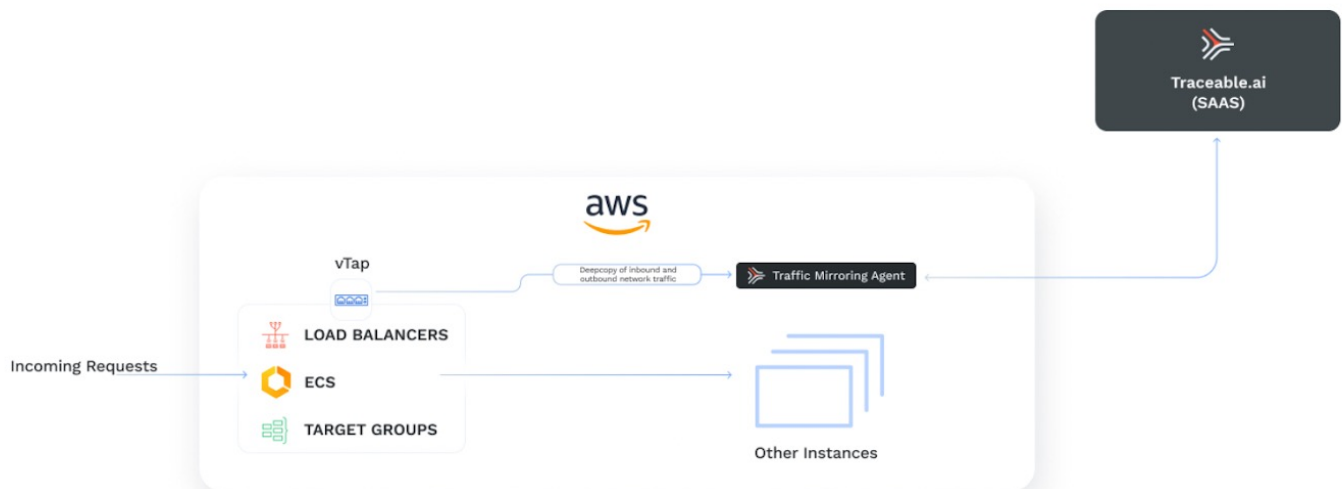 Traceable.ai
(SAAS)
aws
vTap
Deepcopy of inbound and
outbound network traffic
Traffic Mirroring Agent
LOAD BALANCERS
Incoming Requests
ECS
TARGET GROUPS
Other Instances